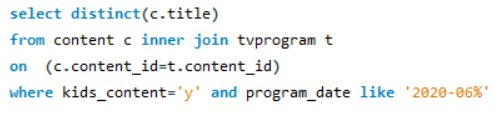 select distinct(c.title)
from content c inner join tvprogram t
on  (c.content_id=t.content_id)
where kids_content='y' and program_date like '2020-06%'